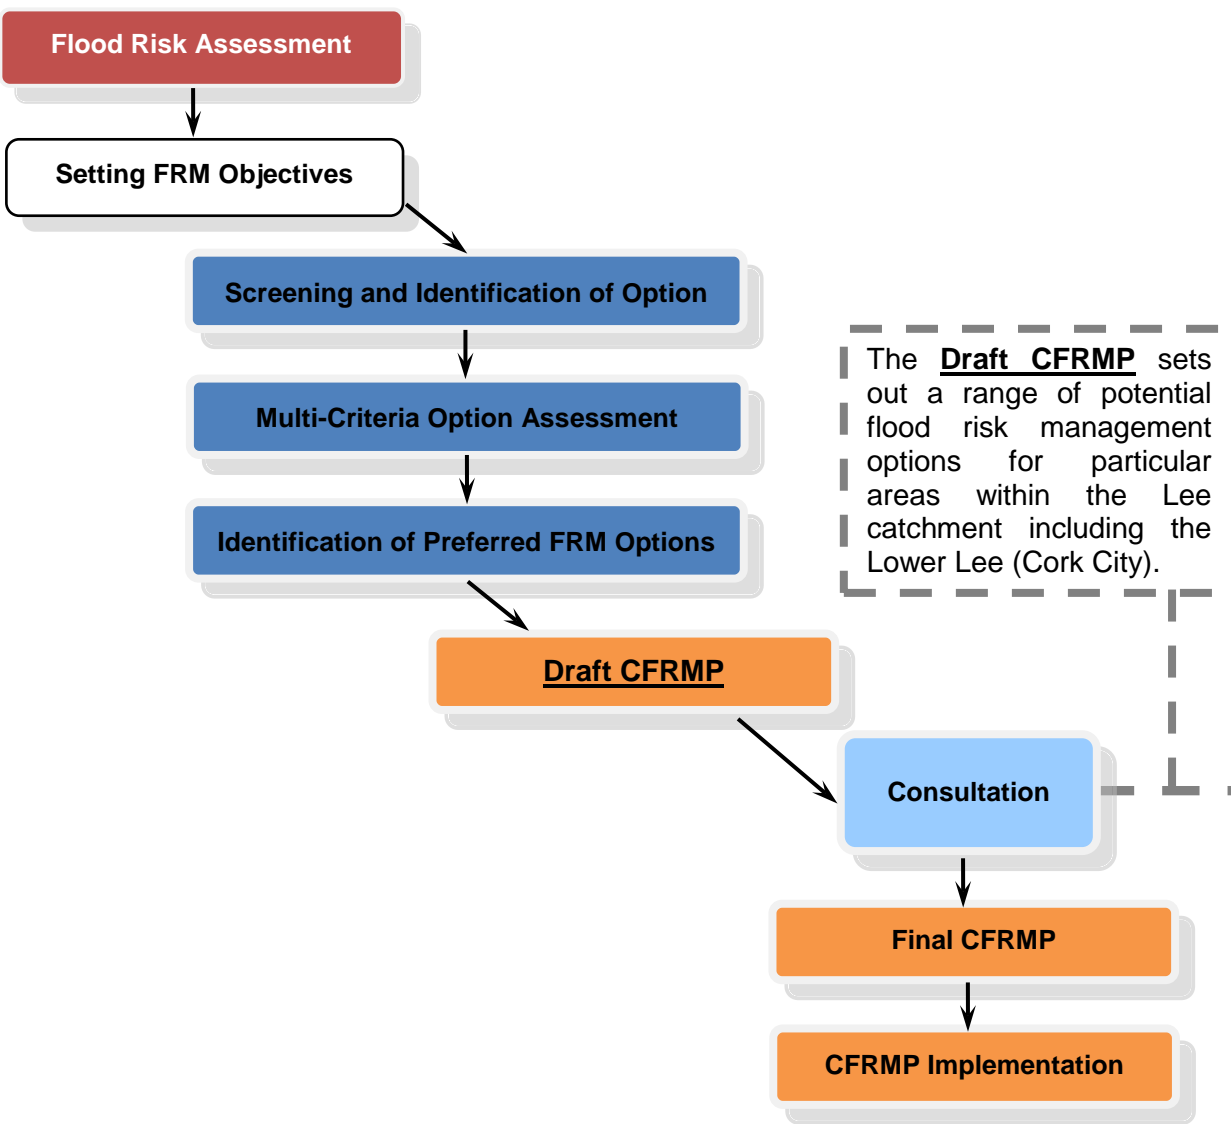 Flood Risk Assessment
Setting FRM Objectives
Screening and Identification of Option
Multi-Criteria Option Assessment
Identification of Preferred FRM Options
Draft CFRMP
The Draft CFRMP sets
out a range of potential
flood risk management
options for particular
areas within the Lee
catchment including the
Lower Lee (Cork City).
Consultation
Final CFRMP
CFRMP Implementation